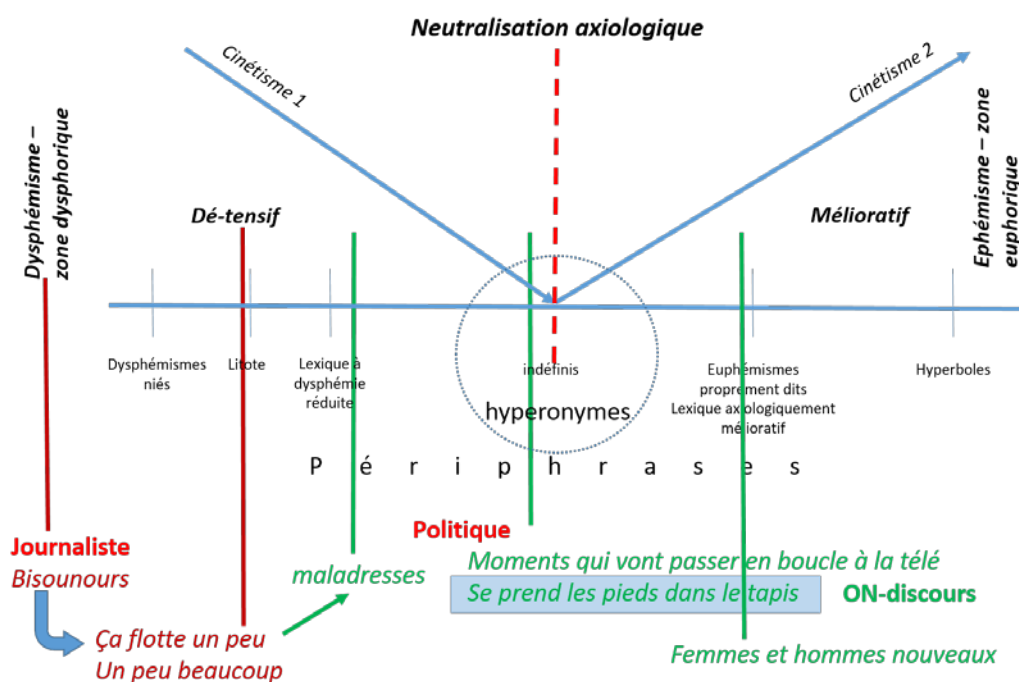 Neutralisation axiologique
Cinétisme 1
Cinétisme 2
Dysphémisme –
zone dysphorique
Ephémisme – zone
euphorique
Dé-tensif
Mélioratif
Dysphémismes
niés
Litote
Lexique à
dysphémie
réduite
indéfinis
Euphémismes
proprement dits
Lexique axiologiquement
mélioratif
Hyperboles
hyperonymes
P é r i p h r a s e s
Politique
Journaliste
Bisounours
maladresses
Moments qui vont passer en boucle à la télé
Se prend les pieds dans le tapis
ON-discours
Ça flotte un peu
Un peu beaucoup
Femmes et hommes nouveaux